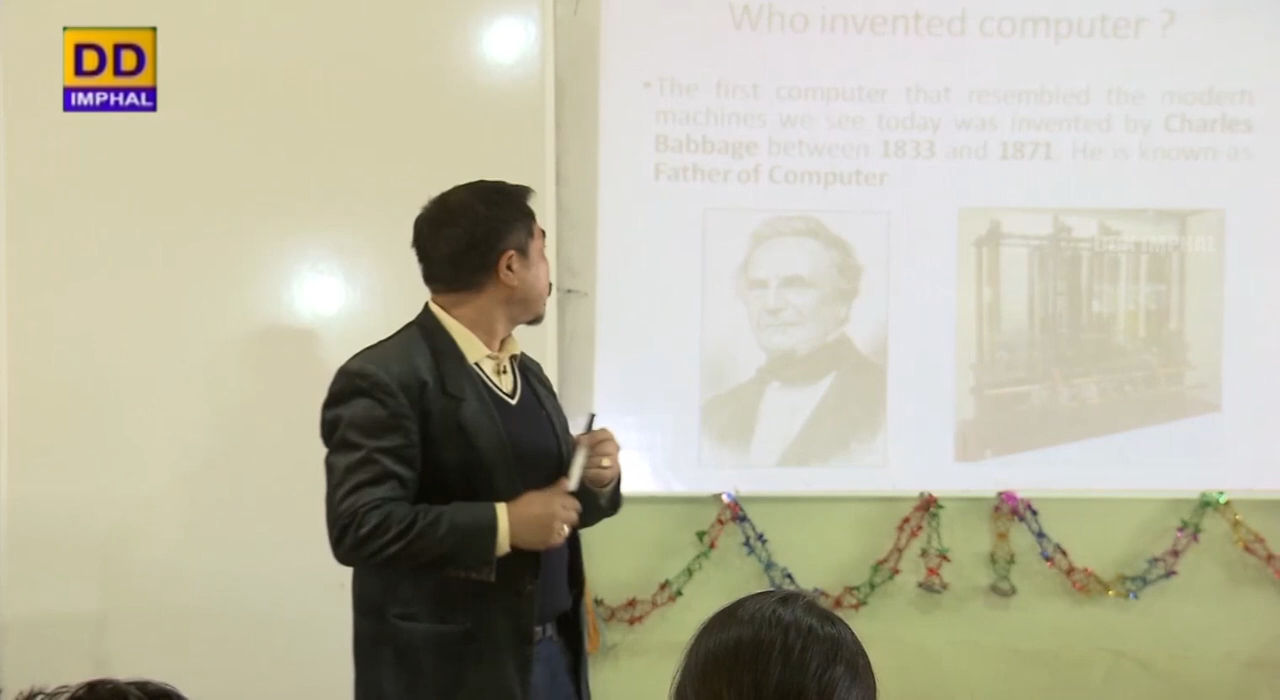 DD
IMPHAL
Who invented computer ?
•The first computer that resembled the modern
machines we see today was invented by Charles
Babbage between 1833 and 1871. He is known as
Father of Computer
IMPHAL